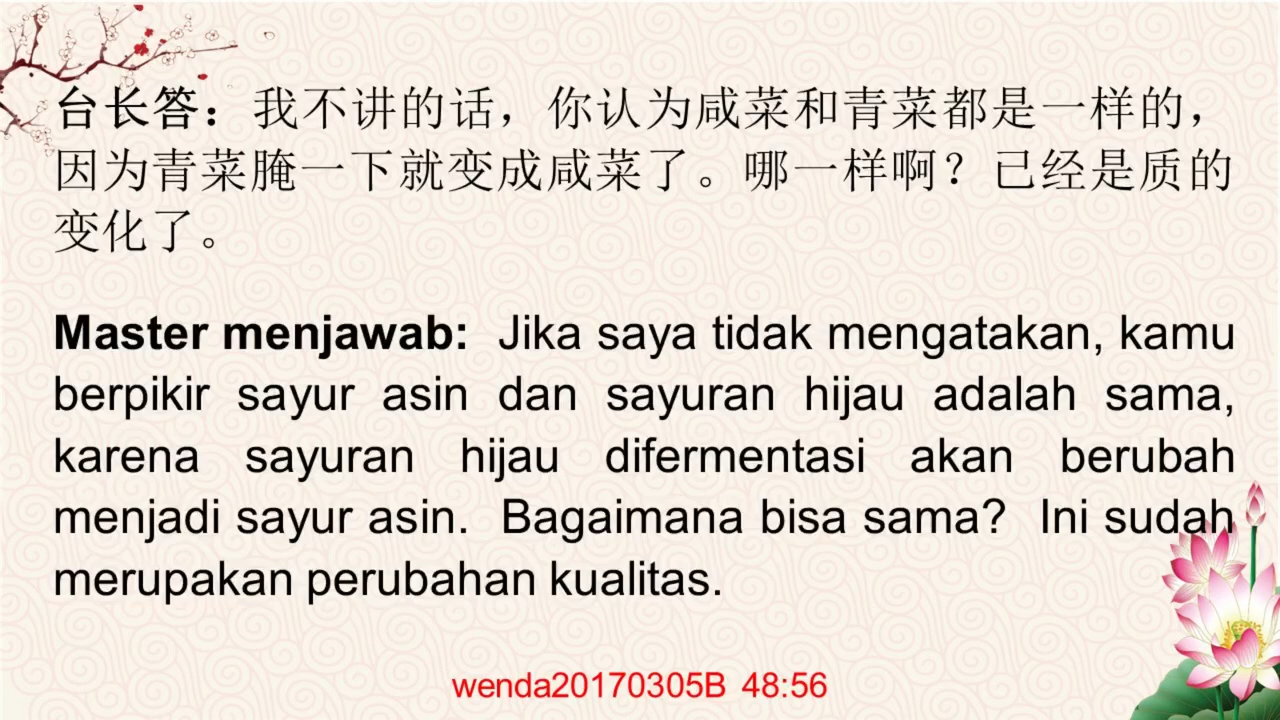 台长答：我不讲的话，你认为咸菜和青菜都是一样的，
因为青菜腌一下就变成咸菜了。哪一样啊？已经是质的
变化了。
Master menjawab: Jika saya tidak mengatakan, kamu
berpikir sayur asin dan sayuran hijau adalah sama,
karena sayuran hijau difermentasi akan berubah
menjadi sayur asin. Bagaimana bisa sama? Ini sudah
merupakan perubahan kualitas.
wenda20170305B 48:56